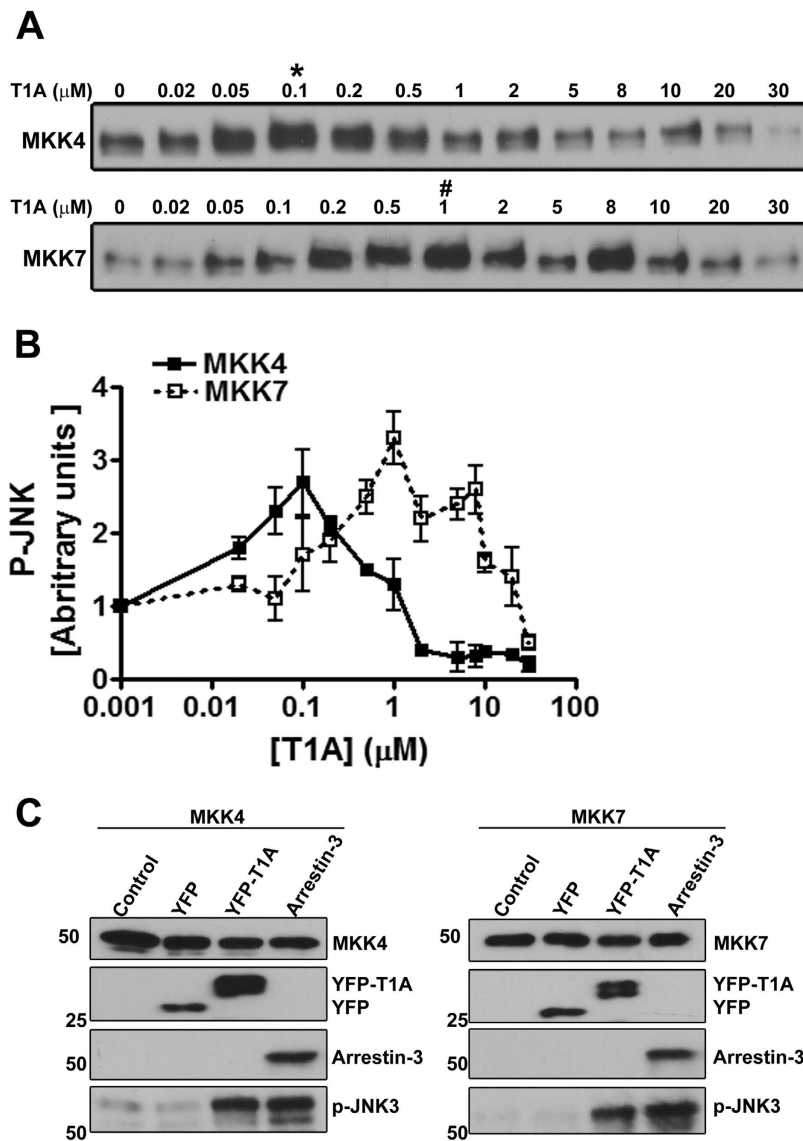 A
*
T1A (μM) 0 0.02 0.05 0.1 0.2 0.5 1 2 5 8 10 20 30
MKK4
#
T1A (μM) 0 0.02 0.05 0.1 0.2 0.5 1 2 5 8 10 20 30
MKK7
B
MKK4
MKK7
P-JNK
[Abritrary units ]
4
3
2
1
0
0.001 0.01 0.1 1 10 100
[T1A] (μM)
C
MKK4
Control YFP YFP-T1A Arrestin-3
50 MKK4
YFP-T1A
YFP
25
50 Arrestin-3
p-JNK3
50
MKK7
Control YFP YFP-T1A Arrestin-3
50 MKK7
YFP-T1A
YFP
25
50 Arrestin-3
p-JNK3
50